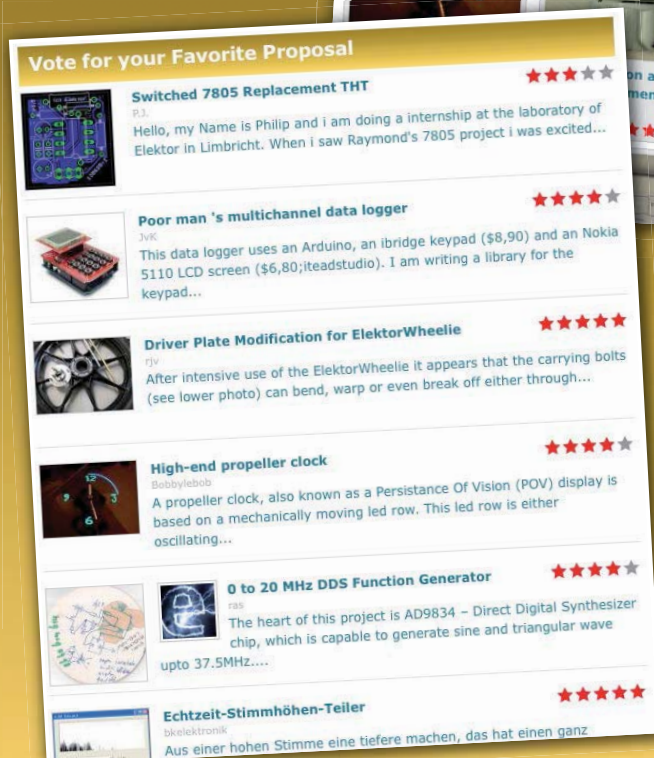 Vote for your Favorite Proposal
Switched 7805 Replacement THT
P.J.
Hello, my Name is Philip and i am doing a internship at the laboratory of
Elektor in Limbricht. When i saw Raymond's 7805 project i was excited...
Poor man 's multichannel data logger
JvK
This data logger uses an Arduino, an ibridge keypad ($8,90) and an Nokia
5110 LCD screen ($6,80;iteadstudio). I am writing a library for the
keypad...
Driver Plate Modification for ElektorWheelie
rjv
After intensive use of the ElektorWheelie it appears that the carrying bolts
(see lower photo) can bend, warp or even break off either through...
High-end propeller clock
Bobbylebob
12
9 3
6
A propeller clock, also known as a Persistance Of Vision (POV) display is
based on a mechanically moving led row. This led row is either
oscillating...
0 to 20 MHz DDS Function Generator
ras
e
The heart of this project is AD9834 – Direct Digital Synthesizer
chip, which is capable to generate sine and triangular wave
upto 37.5MHz....
Echtzeit-Stimmhöhen-Teiler
bkelektronik
Aus einer hohen Stimme eine tiefere machen, das hat einen ganz
on a